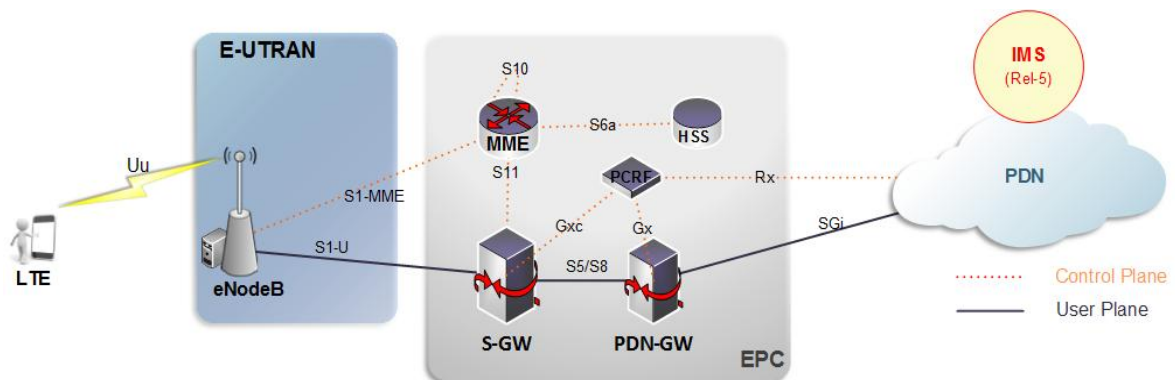 E-UTRAN
IMS
(Rel-5)
S10
MME
S6a
HSS
Uu
S1-MME
S11
PCRF
Rx
PDN
Gxc
Gx
SGi
LTE
S1-U
S5/S8
eNodeB
Control Plane
User Plane
S-GW
PDN-GW
EPC